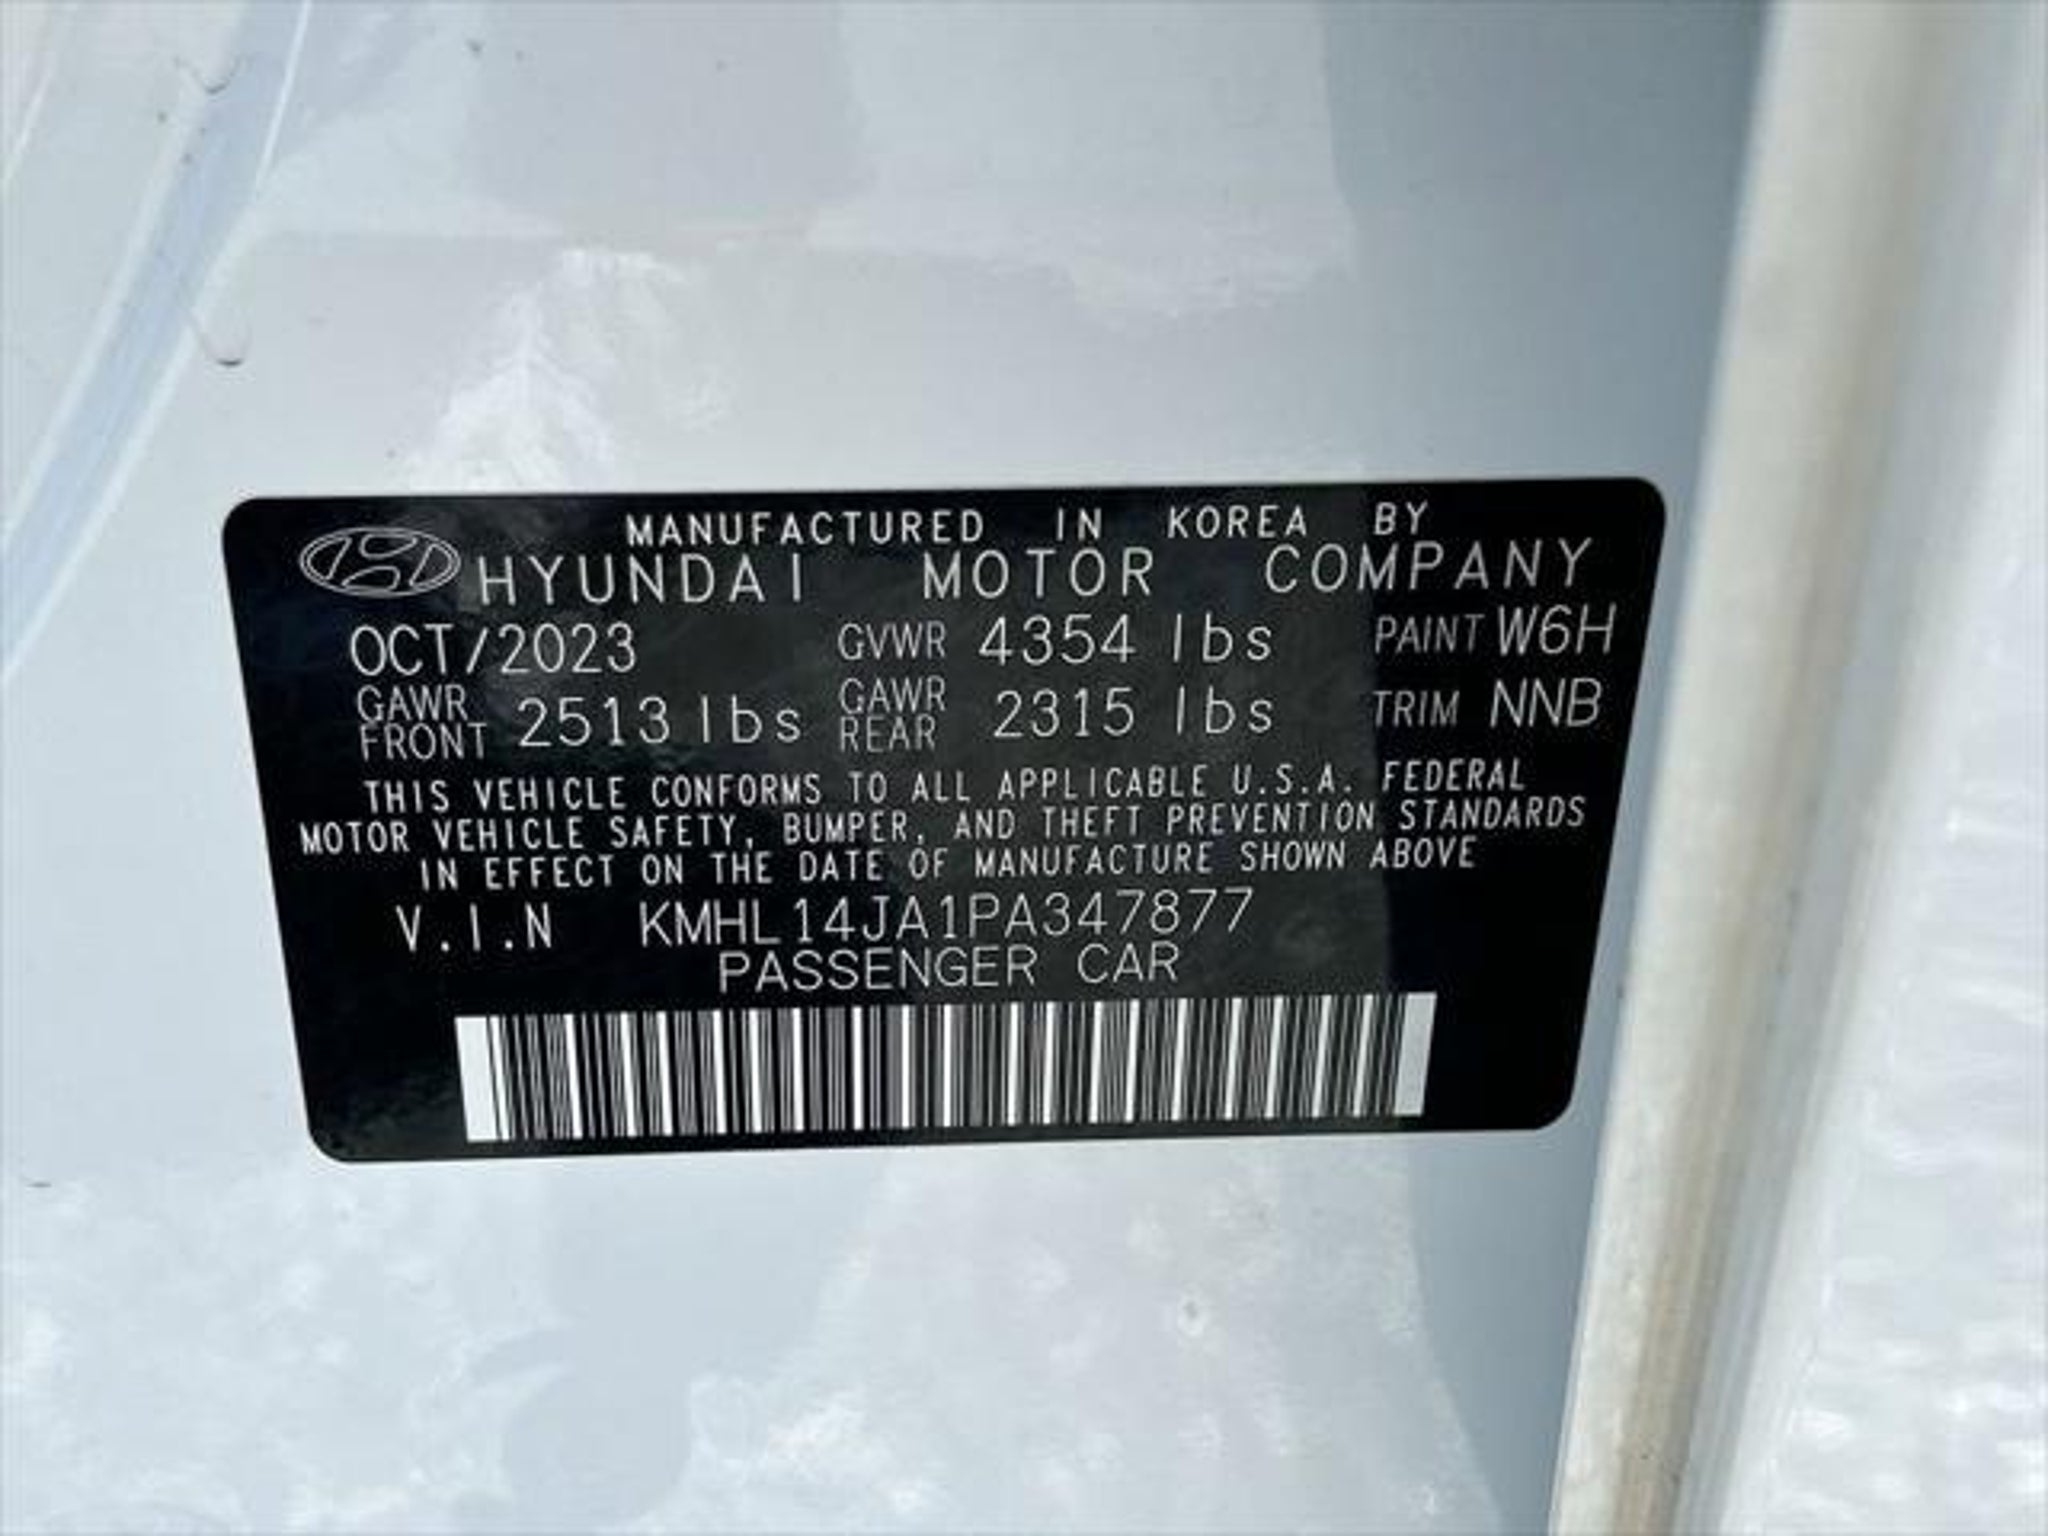 MANUFACTURED IN KOREA BY
HYUNDAI MOTOR COMPANY
OCT/2023 GVWR 4354 lbs PAINT W6H
GAWR FRONT 2513 lbs GAWR REAR 2315 lbs TRIM NNB
THIS VEHICLE CONFORMS TO ALL APPLICABLE U.S.A. FEDERAL
MOTOR VEHICLE SAFETY, BUMPER, AND THEFT PREVENTION STANDARDS
IN EFFECT ON THE DATE OF MANUFACTURE SHOWN ABOVE
V.I.N KMHL14JA1PA347877
PASSENGER CAR